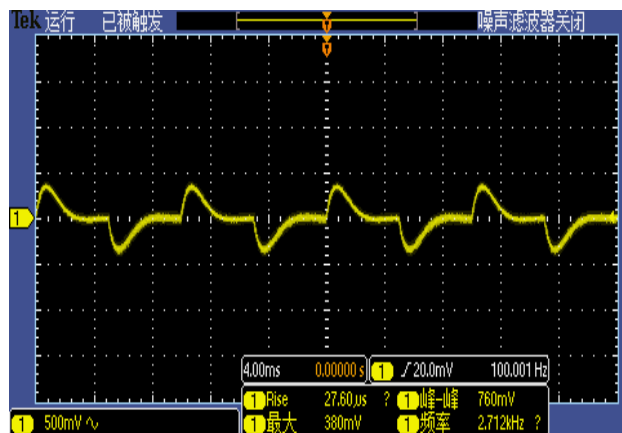 Tek 运行 已被触发 噪声滤波器关闭
1
4.00ms 0.00000 s 1 20.0mV 100.001 Hz
1 Rise 27.60µs ? 1 峰-峰 760mV
1 500mV 1 最大 380mV 1 频率 2.712kHz ?